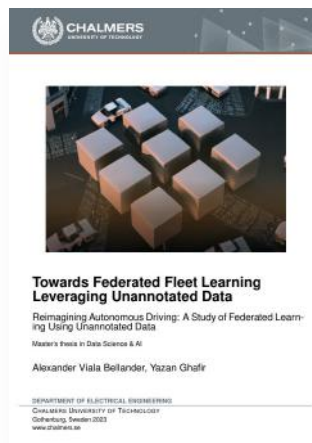 CHALMERS
UNIVERSITY OF TECHNOLOGY
Towards Federated Fleet Learning
Leveraging Unannotated Data
Reimagining Autonomous Driving: A Study of Federated Learn-
ing Using Unannotated Data
Master's thesis in Data Science & AI
Alexander Viala Bellander, Yazan Ghafir
DEPARTMENT OF ELECTRICAL ENGINEERING
CHALMERS UNIVERSITY OF TECHNOLOGY
Gothenburg, Sweden 2023
www.chalmers.se